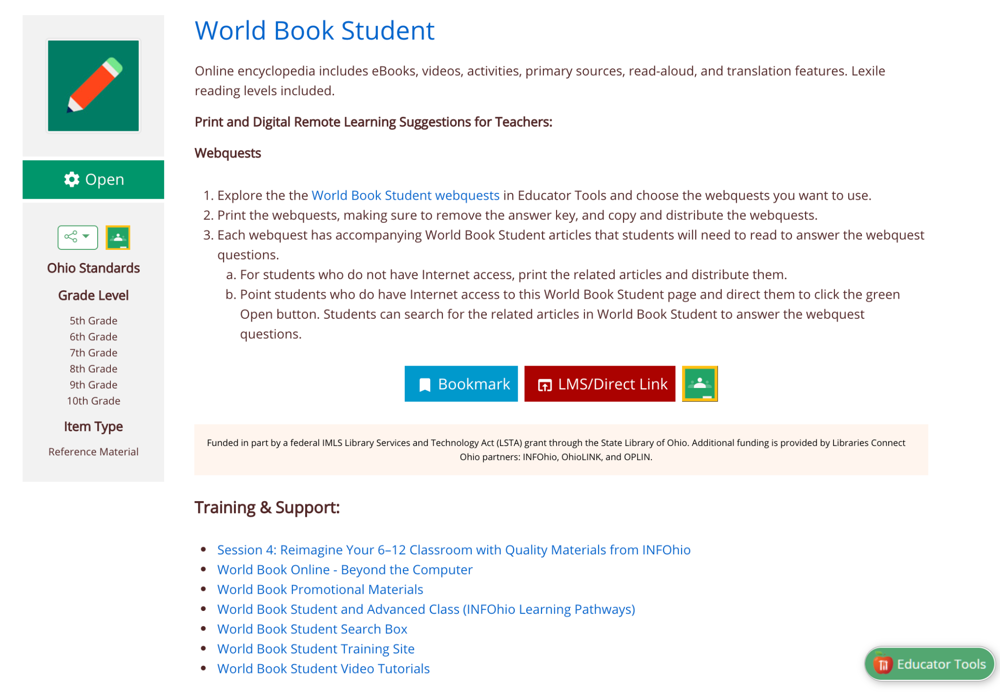 World Book Student
Online encyclopedia includes eBooks, videos, activities, primary sources, read-aloud, and translation features. Lexile
reading levels included.
Print and Digital Remote Learning Suggestions for Teachers:
Webquests
Open
1. Explore the the World Book Student webquests in Educator Tools and choose the webquests you want to use.
2. Print the webquests, making sure to remove the answer key, and copy and distribute the webquests.
3. Each webquest has accompanying World Book Student articles that students will need to read to answer the webquest
questions.
a. For students who do not have Internet access, print the related articles and distribute them.
b. Point students who do have Internet access to this World Book Student page and direct them to click the green
Open button. Students can search for the related articles in World Book Student to answer the webquest
questions.
Ohio Standards
Grade Level
5th Grade
6th Grade
7th Grade
8th Grade
9th Grade
10th Grade
Item Type
Reference Material
Bookmark
LMS/Direct Link
Funded in part by a federal IMLS Library Services and Technology Act (LSTA) grant through the State Library of Ohio. Additional funding is provided by Libraries Connect
Ohio partners: INFOhio, OhioLINK, and OPLIN.
Training & Support:
• Session 4: Reimagine Your 6–12 Classroom with Quality Materials from INFOhio
• World Book Online - Beyond the Computer
• World Book Promotional Materials
• World Book Student and Advanced Class (INFOhio Learning Pathways)
• World Book Student Search Box
• World Book Student Training Site
• World Book Student Video Tutorials
Educator Tools